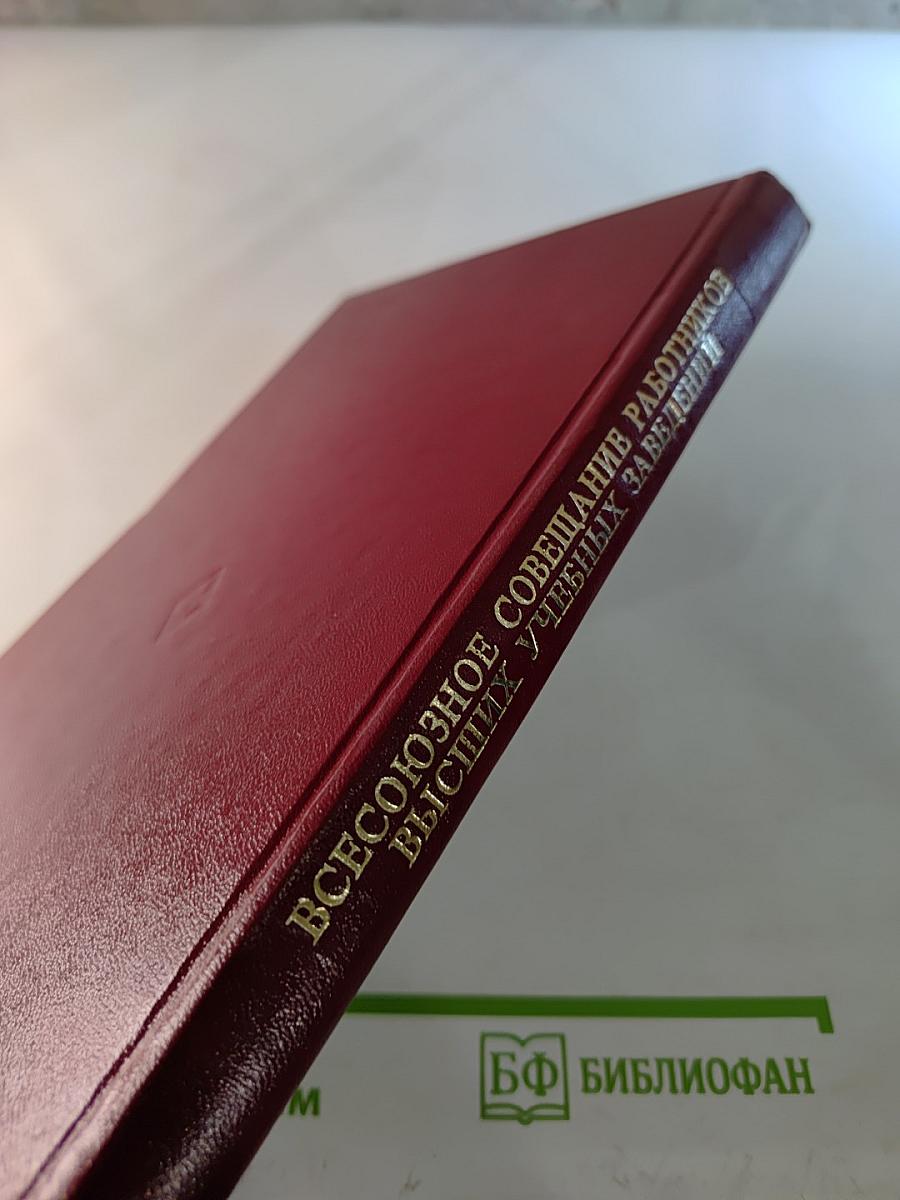 ВСЕСОЮЗНОЕ СОВЕЩАНИЕ РАБОТНИКОВ
ВЫСШИХ УЧЕБНЫХ ЗАВЕДЕНИЙ
БФ БИБЛИОФАН